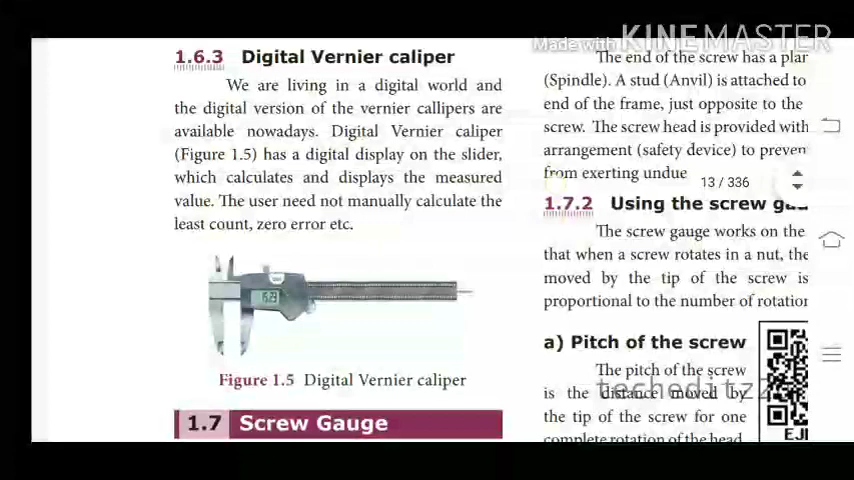 Made with KINEMASTER
1.6.3 Digital Vernier caliper
We are living in a digital world and
the digital version of the vernier callipers are
available nowadays. Digital Vernier caliper
(Figure 1.5) has a digital display on the slider,
which calculates and displays the measured
value. The user need not manually calculate the
least count, zero error etc.
Figure 1.5 Digital Vernier caliper
1.7 Screw Gauge
The end of the screw has a plan
(Spindle). A stud (Anvil) is attached to
end of the frame, just opposite to the
screw. The screw head is provided with
arrangement (safety device) to preven
from exerting undue
13 / 336
1.7.2 Using the screw
The screw gauge works on the
that when a screw rotates in a nut, the
moved by the tip of the screw is
proportional to the number of rotation
a) Pitch of the screw
The pitch of the screw
is the distance moved by
the tip of the screw for one
complete rotation of the head